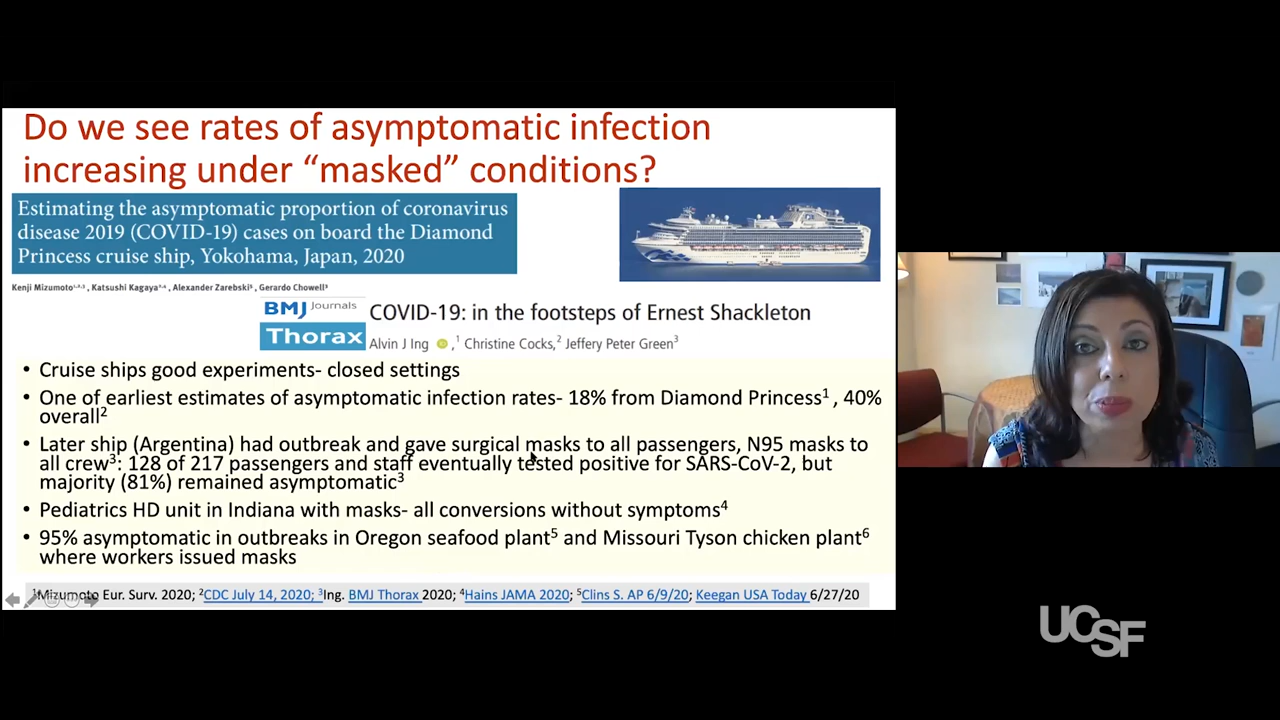 Do we see rates of asymptomatic infection
increasing under “masked” conditions?
Estimating the asymptomatic proportion of coronavirus
disease 2019 (COVID-19) cases on board the Diamond
Princess cruise ship, Yokohama, Japan, 2020
Kenji Mizumoto, Katsushi Kagaya, Alexander Zarebski, Gerardo Chowell
BMJ Journals
Thorax
COVID-19: in the footsteps of Ernest Shackleton
Alvin J Ing ,¹ Christine Cocks,² Jeffery Peter Green³
• Cruise ships good experiments- closed settings
• One of earliest estimates of asymptomatic infection rates- 18% from Diamond Princess¹ , 40%
overall²
• Later ship (Argentina) had outbreak and gave surgical masks to all passengers, N95 masks to
all crew³: 128 of 217 passengers and staff eventually tested positive for SARS-CoV-2, but
majority (81%) remained asymptomatic³
• Pediatrics HD unit in Indiana with masks- all conversions without symptoms⁴
• 95% asymptomatic in outbreaks in Oregon seafood plant⁵ and Missouri Tyson chicken plant⁶
where workers issued masks
¹Mizumoto Eur. Surv. 2020; ²CDC July 14, 2020; ³Ing. BMJ Thorax 2020; ⁴Hains JAMA 2020; ⁵Clins S. AP 6/9/20; Keegan USA Today 6/27/20
UCSF